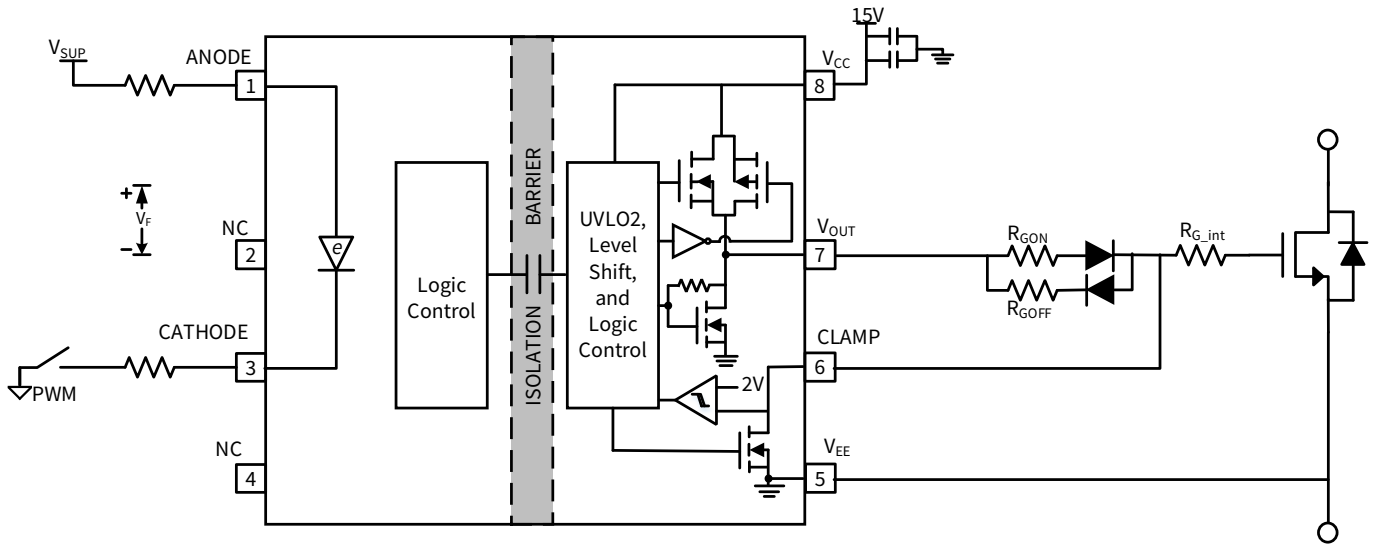 15V
V_SUP
ANODE
1
V_CC
8
+
V_F
−
NC
2
e
Logic
Control
ISOLATION BARRIER
UVLO2,
Level
Shift,
and
Logic
Control
V_OUT
7
R_GON
R_GOFF
R_G_int
CATHODE
3
PWM
2V
CLAMP
6
NC
4
V_EE
5